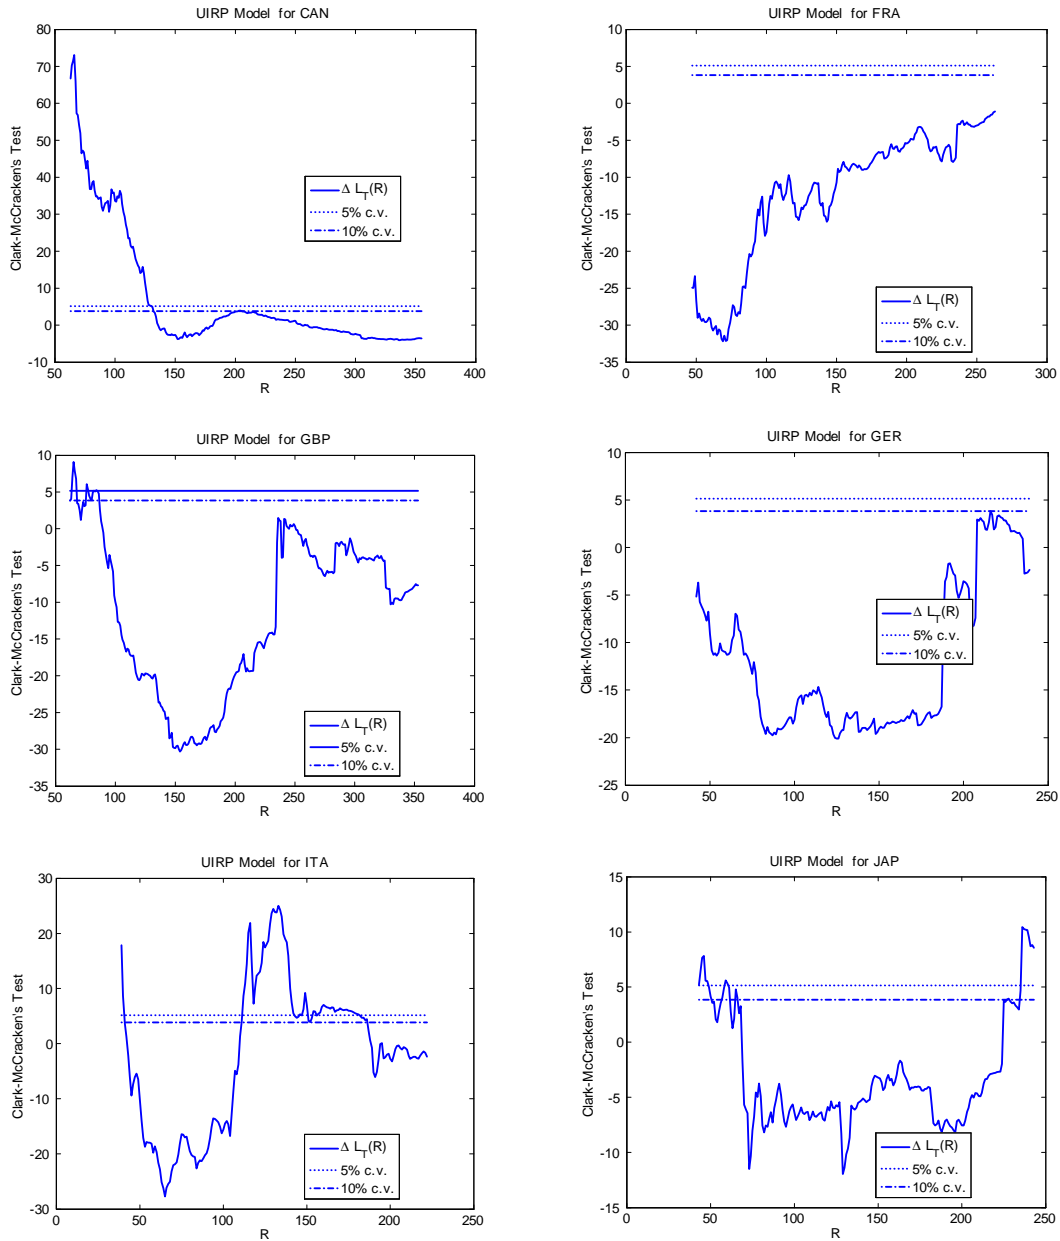 UIRP Model for CAN
80
70
60
50
40
30
20
10
0
-10
Clark-McCracken's Test
Δ L_T(R)
5% c.v.
10% c.v.
50 100 150 200 250 300 350 400
R
UIRP Model for FRA
10
5
0
-5
-10
-15
-20
-25
-30
-35
Clark-McCracken's Test
Δ L_T(R)
5% c.v.
10% c.v.
0 50 100 150 200 250 300
R
UIRP Model for GBP
10
5
0
-5
-10
-15
-20
-25
-30
-35
Clark-McCracken's Test
Δ L_T(R)
5% c.v.
10% c.v.
50 100 150 200 250 300 350 400
R
UIRP Model for GER
10
5
0
-5
-10
-15
-20
-25
Clark-McCracken's Test
Δ L_T(R)
5% c.v.
10% c.v.
0 50 100 150 200 250
R
UIRP Model for ITA
30
20
10
0
-10
-20
-30
Clark-McCracken's Test
Δ L_T(R)
5% c.v.
10% c.v.
0 50 100 150 200 250
R
UIRP Model for JAP
15
10
5
0
-5
-10
-15
Clark-McCracken's Test
Δ L_T(R)
5% c.v.
10% c.v.
0 50 100 150 200 250
R